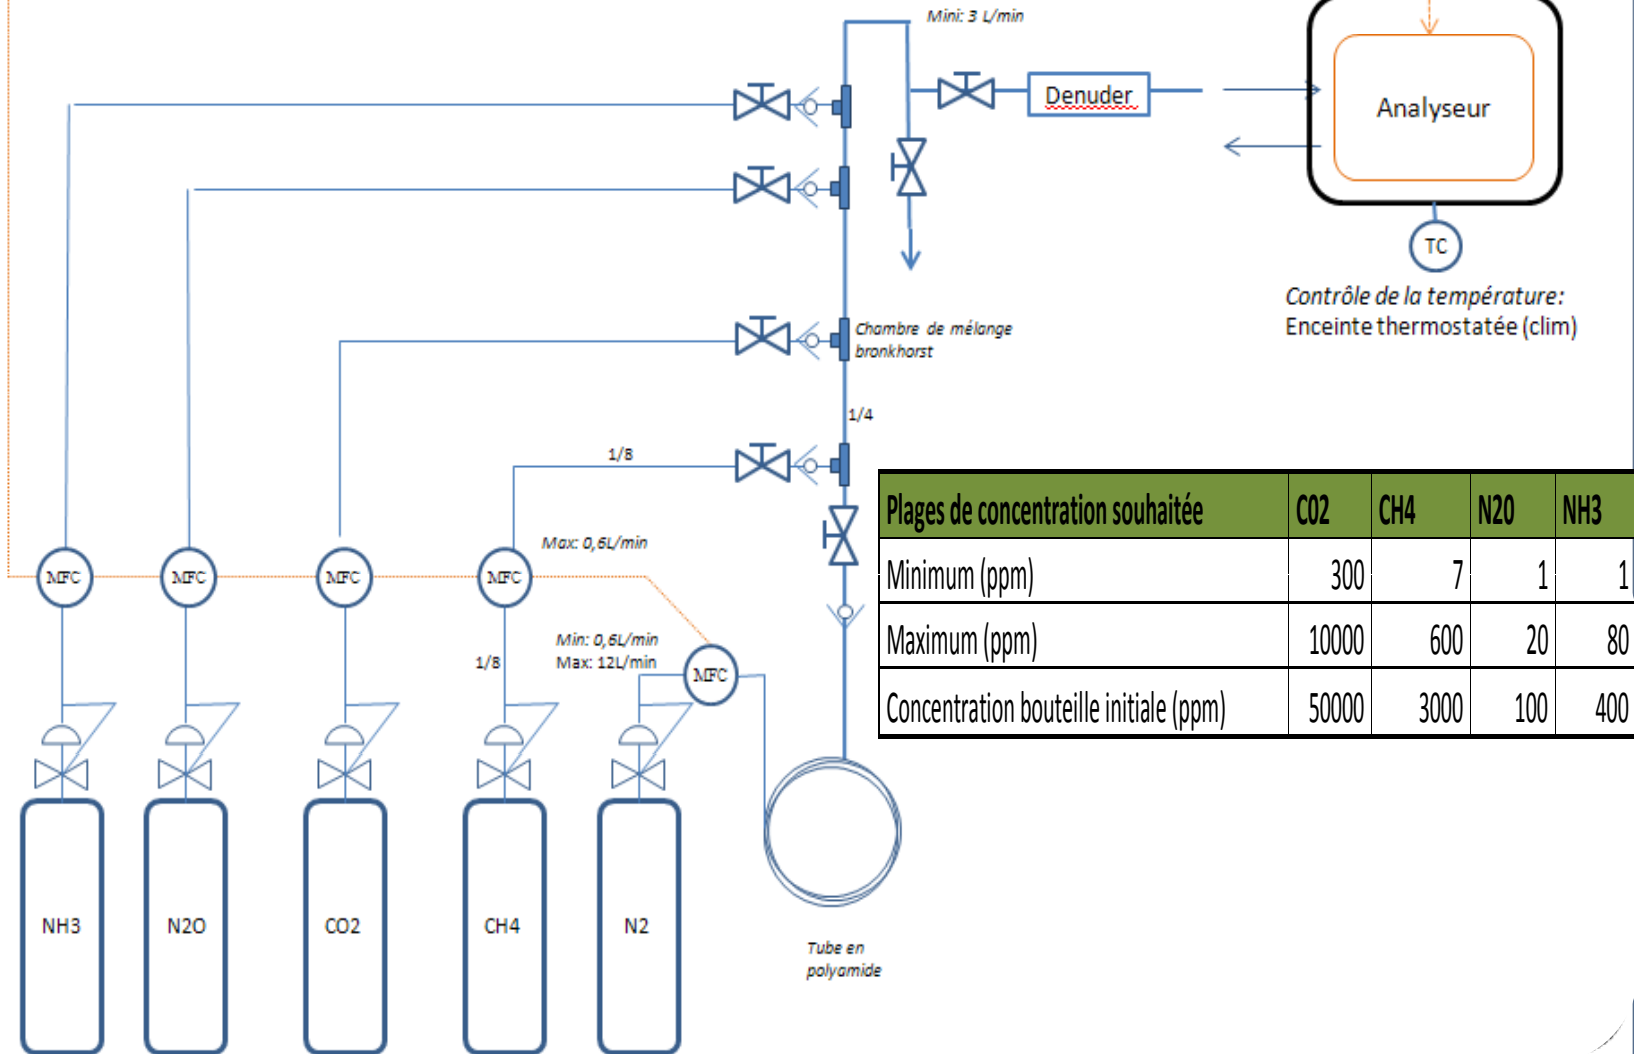 Mini: 3 L/min
Denuder
Analyseur
TC
Contrôle de la température:
Enceinte thermostatée (clim)
Chambre de mélange
bronkhorst
1/4
1/8
Plages de concentration souhaitée CO2 CH4 N2O NH3
Minimum (ppm) 300 7 1 1
Maximum (ppm) 10000 600 20 80
Concentration bouteille initiale (ppm) 50000 3000 100 400
Max: 0,6L/min
MFC MFC MFC MFC
Min: 0,6L/min
Max: 12L/min
1/8
MFC
NH3 N2O CO2 CH4 N2
Tube en
polyamide